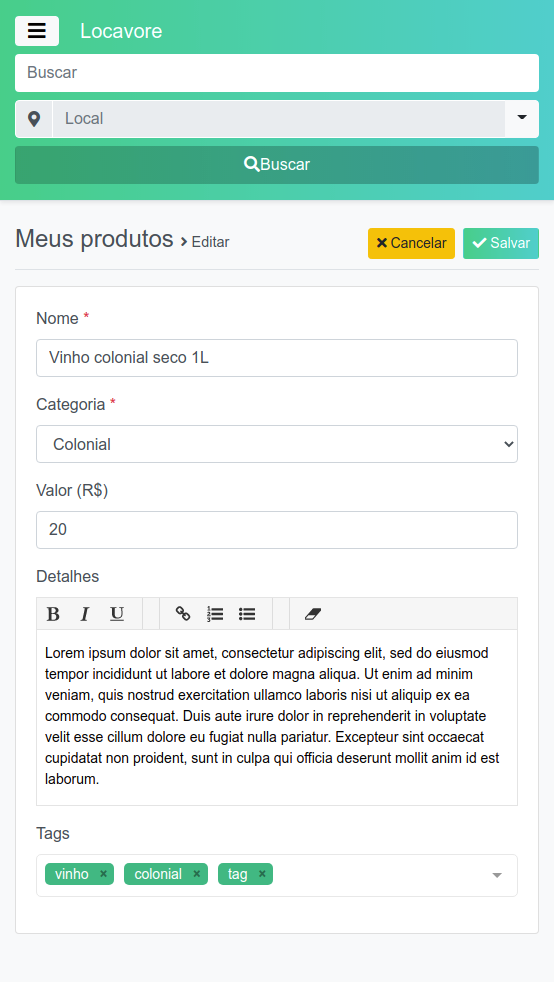 Locavore
Buscar
Local
Buscar
Meus produtos Editar
Cancelar
Salvar
Nome *
Vinho colonial seco 1L
Categoria *
Colonial
Valor (R$)
20
Detalhes
B I U
Lorem ipsum dolor sit amet, consectetur adipiscing elit, sed do eiusmod
tempor incididunt ut labore et dolore magna aliqua. Ut enim ad minim
veniam, quis nostrud exercitation ullamco laboris nisi ut aliquip ex ea
commodo consequat. Duis aute irure dolor in reprehenderit in voluptate
velit esse cillum dolore eu fugiat nulla pariatur. Excepteur sint occaecat
cupidatat non proident, sunt in culpa qui officia deserunt mollit anim id est
laborum.
Tags
vinho × colonial × tag ×